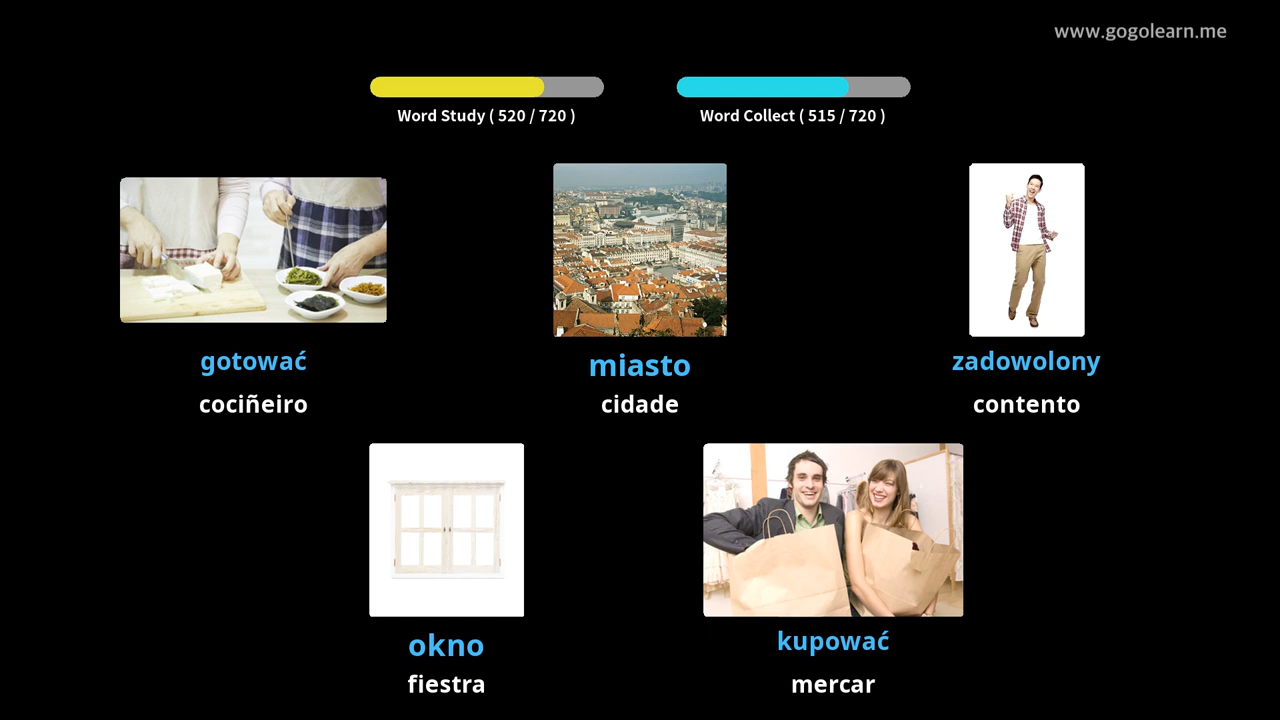 www.gogolearn.me
Word Study ( 520 / 720 )
Word Collect ( 515 / 720 )
gotować
cociñeiro
miasto
cidade
zadowolony
contento
okno
fiestra
kupować
mercar